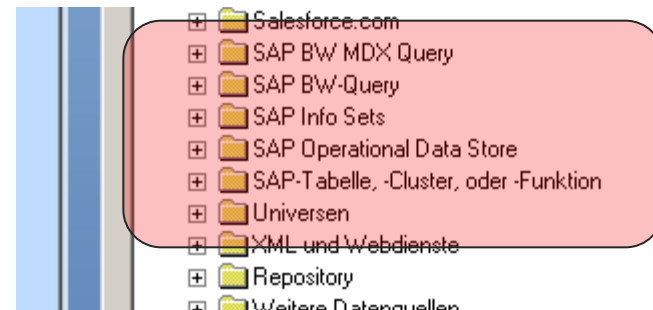 Salesforce.com
SAP BW MDX Query
SAP BW-Query
SAP Info Sets
SAP Operational Data Store
SAP-Tabelle, -Cluster, oder -Funktion
Universen
XML und Webdienste
Repository
Weitere Datenquellen